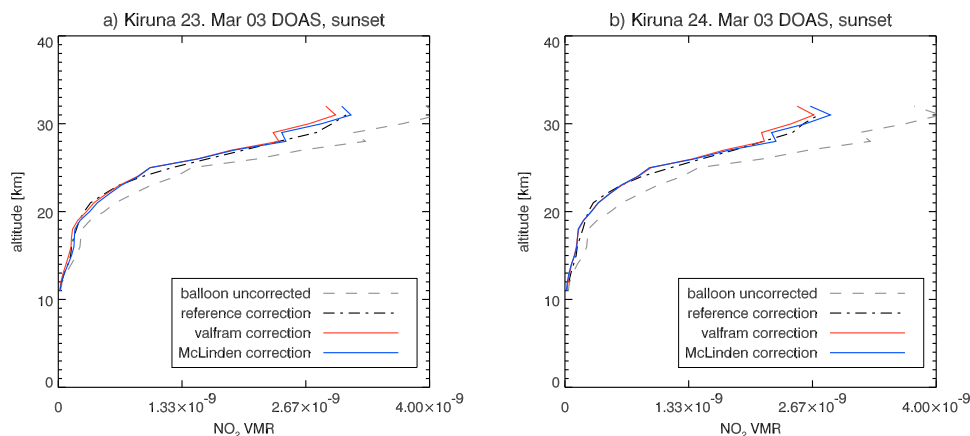 a) Kiruna 23. Mar 03 DOAS, sunset
40
30
20
10
0
altitude [km]
balloon uncorrected
reference correction
valfram correction
McLinden correction
0
1.33×10⁻⁹
2.67×10⁻⁹
4.00×10⁻⁹
NO₂ VMR
b) Kiruna 24. Mar 03 DOAS, sunset
40
30
20
10
0
altitude [km]
balloon uncorrected
reference correction
valfram correction
McLinden correction
0
1.33×10⁻⁹
2.67×10⁻⁹
4.00×10⁻⁹
NO₂ VMR